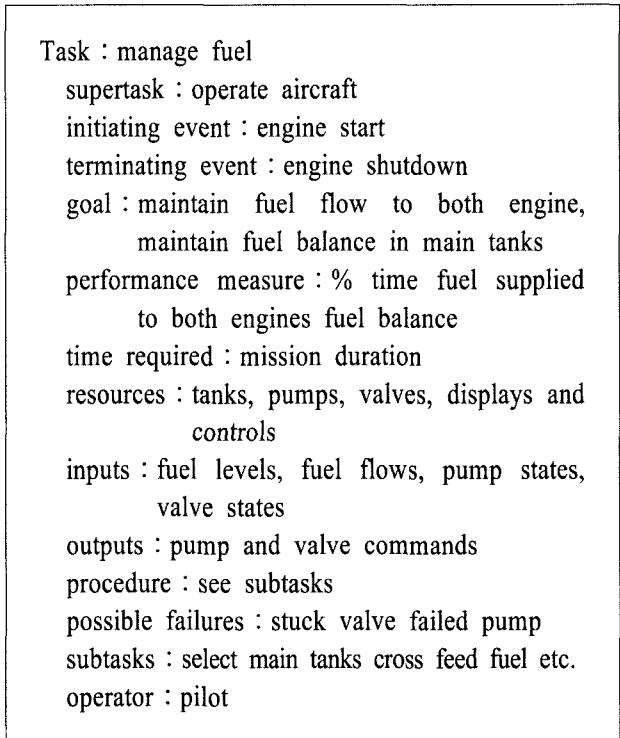 Task : manage fuel
supertask : operate aircraft
initiating event : engine start
terminating event : engine shutdown
goal : maintain fuel flow to both engine,
maintain fuel balance in main tanks
performance measure : % time fuel supplied
to both engines fuel balance
time required : mission duration
resources : tanks, pumps, valves, displays and
controls
inputs : fuel levels, fuel flows, pump states,
valve states
outputs : pump and valve commands
procedure : see subtasks
possible failures : stuck valve failed pump
subtasks : select main tanks cross feed fuel etc.
operator : pilot